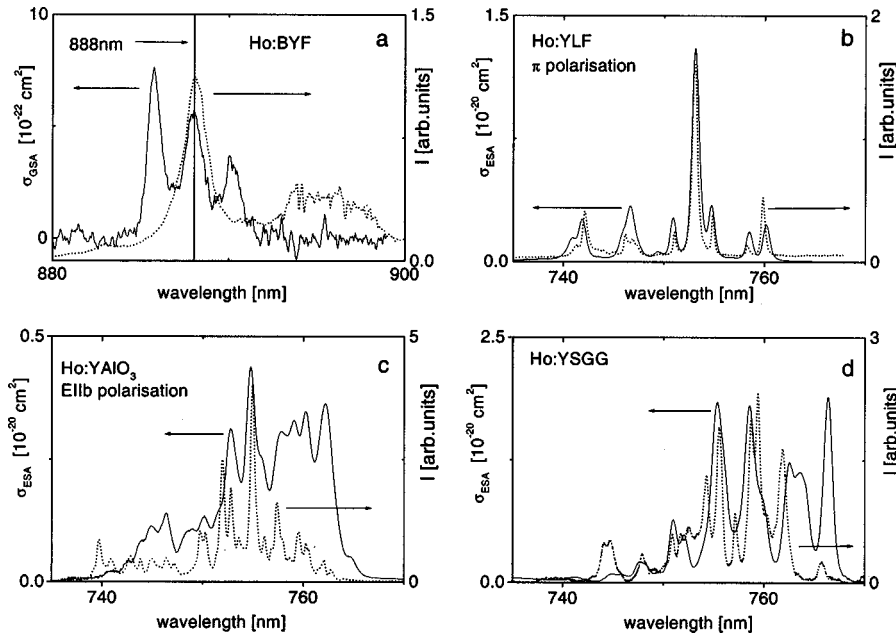 10
1.5
888nm
Ho:BYF
a
σGSA [10⁻²² cm²]
5
I [arb.units]
0
0.0
880
900
wavelength [nm]
1.5
2
Ho:YLF
b
π polarisation
σESA [10⁻²⁰ cm²]
I [arb.units]
0.0
0
740
760
wavelength [nm]
0.5
5
Ho:YAlO₃
c
EIIb polarisation
σESA [10⁻²⁰ cm²]
I [arb.units]
0.0
0
740
760
wavelength [nm]
2.5
3
Ho:YSGG
d
σESA [10⁻²⁰ cm²]
I [arb.units]
0.0
0
740
760
wavelength [nm]